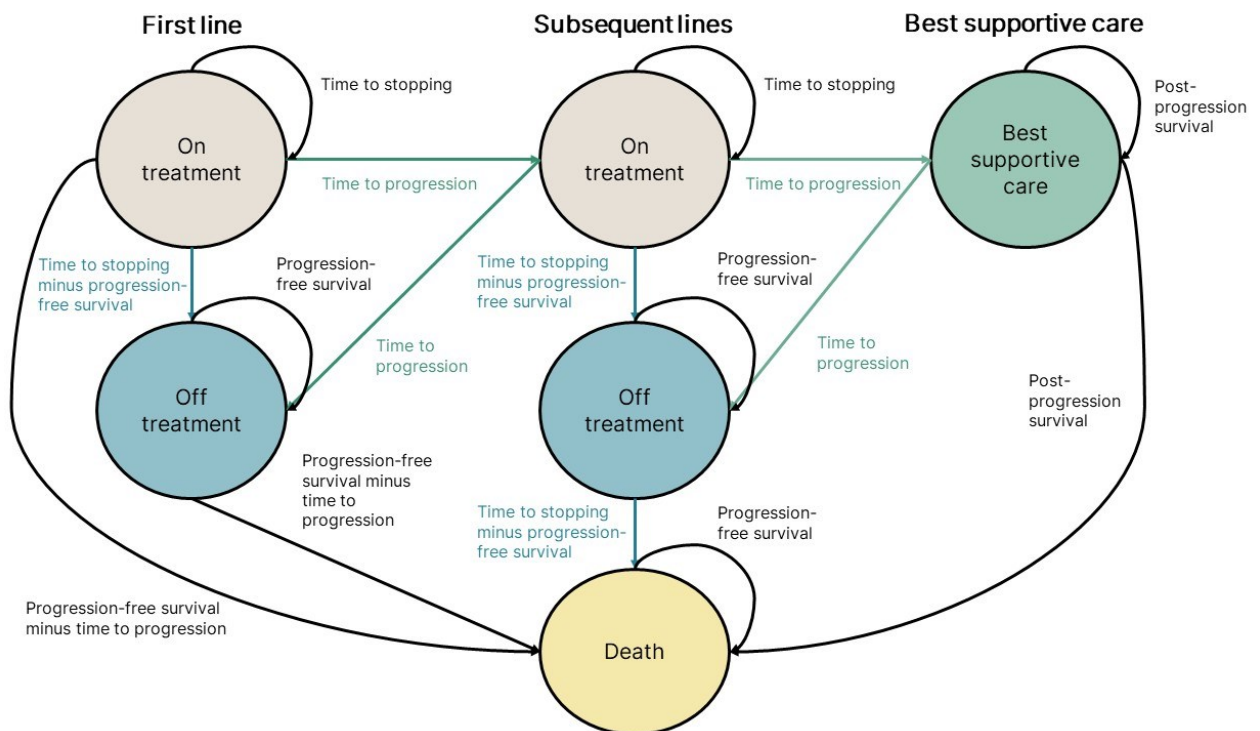 First line
Subsequent lines
Best supportive care
On
treatment
Time to stopping
On
treatment
Time to stopping
Best
supportive
care
Post-
progression
survival
Time to progression
Time to progression
Time to stopping
minus progression-
free survival
Progression-
free survival
Time to stopping
minus progression-
free survival
Progression-
free survival
Time to
progression
Time to
progression
Off
treatment
Off
treatment
Post-
progression
survival
Progression-free
survival minus
time to
progression
Time to stopping
minus progression-
free survival
Progression-
free survival
Progression-free survival
minus time to progression
Death